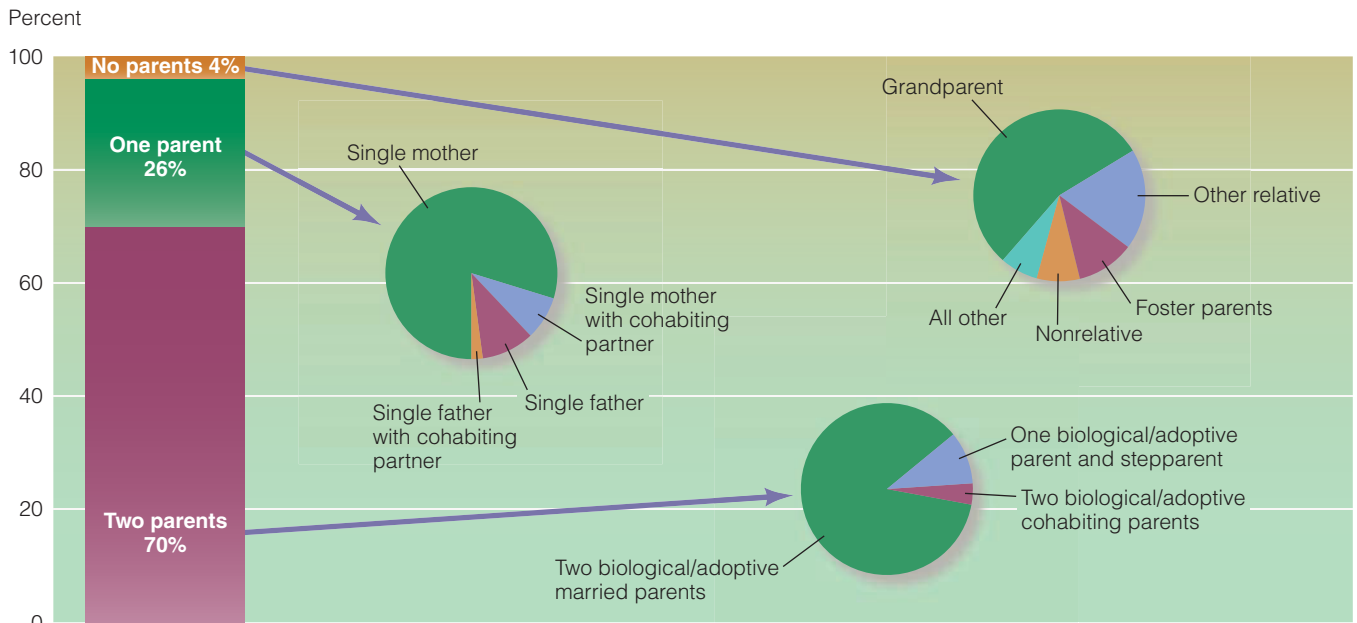 Percent
100
80
60
40
20
0
No parents 4%
One parent
26%
Two parents
70%
Single mother
Single mother
with cohabiting
partner
Single father
Single father
with cohabiting
partner
Grandparent
Other relative
Foster parents
Nonrelative
All other
One biological/adoptive
parent and stepparent
Two biological/adoptive
cohabiting parents
Two biological/adoptive
married parents